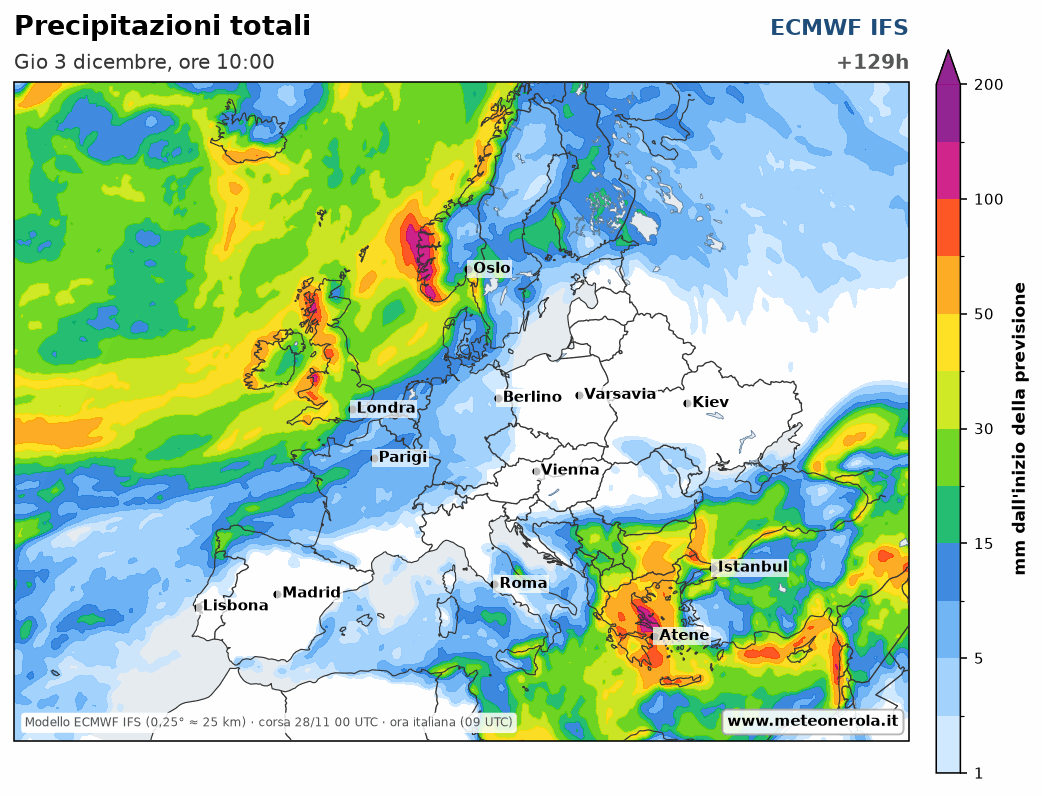 Precipitazioni totali
ECMWF IFS
Gio 3 dicembre, ore 10:00
+129h
200
100
50
30
15
5
1
mm dall'inizio della previsione
Oslo
Berlino
Varsavia
Kiev
Londra
Parigi
Vienna
Istanbul
Roma
Madrid
Lisbona
Atene
Modello ECMWF IFS (0,25° ≈ 25 km) · corsa 28/11 00 UTC · ora italiana (09 UTC)
www.meteonerola.it